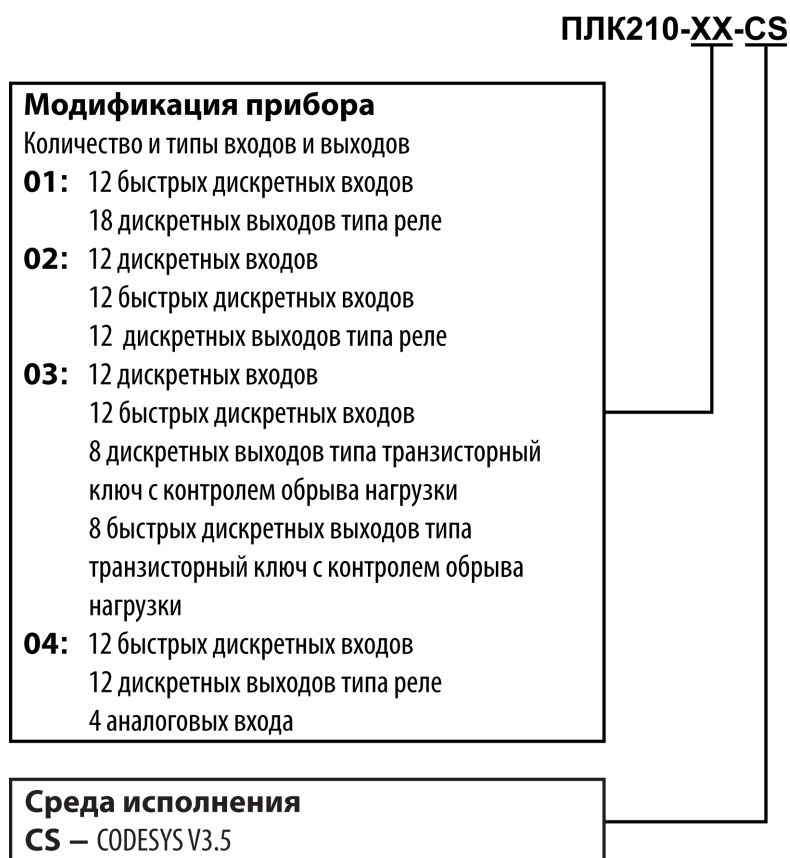 ПЛК210-XX-CS
Модификация прибора
Количество и типы входов и выходов
01: 12 быстрых дискретных входов
18 дискретных выходов типа реле
02: 12 дискретных входов
12 быстрых дискретных входов
12 дискретных выходов типа реле
03: 12 дискретных входов
12 быстрых дискретных входов
8 дискретных выходов типа транзисторный
ключ с контролем обрыва нагрузки
8 быстрых дискретных выходов типа
транзисторный ключ с контролем обрыва
нагрузки
04: 12 быстрых дискретных входов
12 дискретных выходов типа реле
4 аналоговых входа
Среда исполнения
CS – CODESYS V3.5